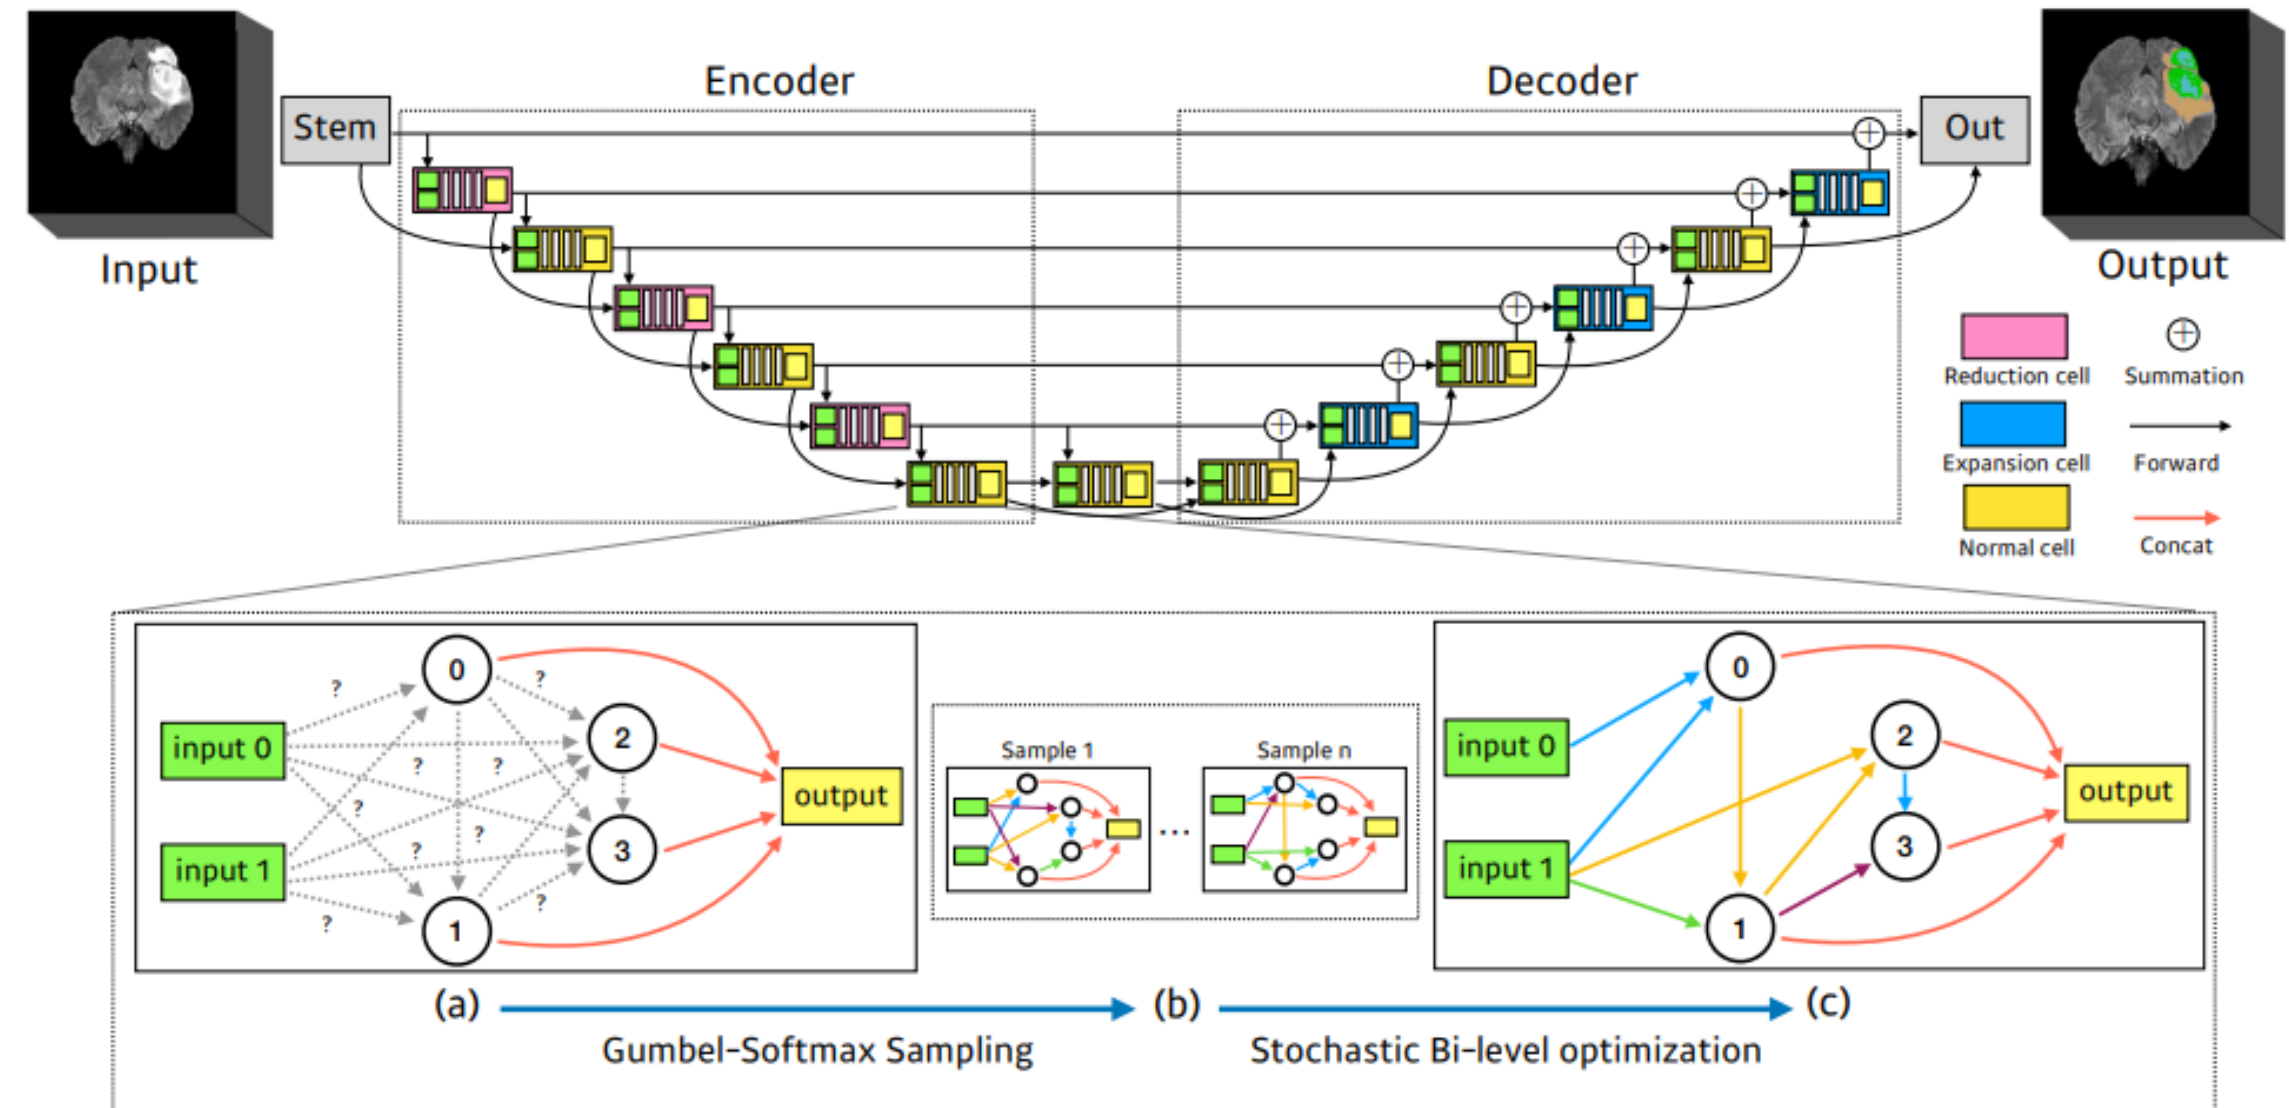 Encoder
Decoder
Stem
Out
Input
Output
Reduction cell
Summation
Expansion cell
Forward
Normal cell
Concat
+
+
+
+
+
+
+
input 0
input 1
0
1
2
3
output
?
?
?
?
?
?
?
?
?
Sample 1
...
Sample n
input 0
input 1
0
1
2
3
output
(a)
(b)
(c)
Gumbel-Softmax Sampling
Stochastic Bi-level optimization